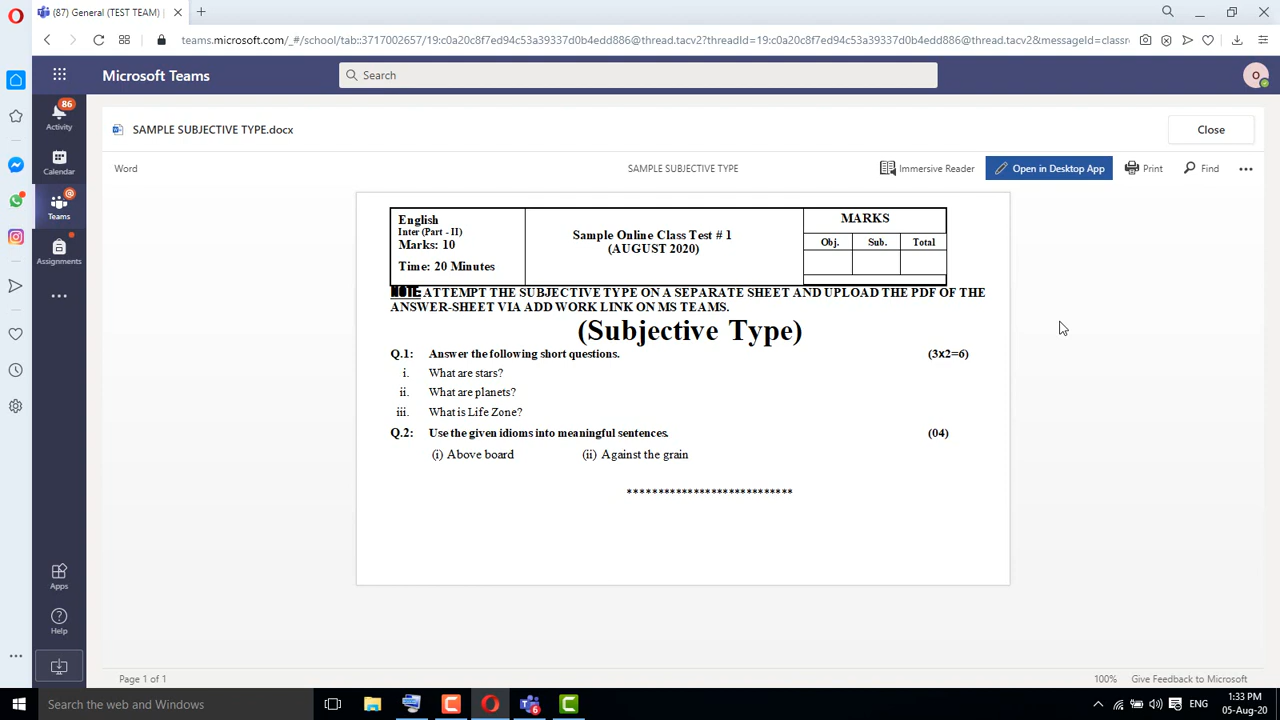 (87) General (TEST TEAM) |
teams.microsoft.com/_#/school/tab::3717002657/19:c0a20c8f7ed94c53a39337d0b4edd886@thread.tacv2?threadId=19:c0a20c8f7ed94c53a39337d0b4edd886@thread.tacv2&messageId=classr
Microsoft Teams
Search
O
86
Activity
Calendar
Teams
Assignments
Apps
Help
SAMPLE SUBJECTIVE TYPE.docx
Close
Word
SAMPLE SUBJECTIVE TYPE
Immersive Reader
Open in Desktop App
Print
Find
English
Inter (Part - II)
Marks: 10
Time: 20 Minutes
Sample Online Class Test # 1
(AUGUST 2020)
MARKS
Obj. Sub. Total
NOTE: ATTEMPT THE SUBJECTIVE TYPE ON A SEPARATE SHEET AND UPLOAD THE PDF OF THE
ANSWER-SHEET VIA ADD WORK LINK ON MS TEAMS.
(Subjective Type)
Q.1: Answer the following short questions. (3x2=6)
i. What are stars?
ii. What are planets?
iii. What is Life Zone?
Q.2: Use the given idioms into meaningful sentences. (04)
(i) Above board (ii) Against the grain
***************************
Page 1 of 1
100%
Give Feedback to Microsoft
Search the web and Windows
6
ENG
1:33 PM
05-Aug-20